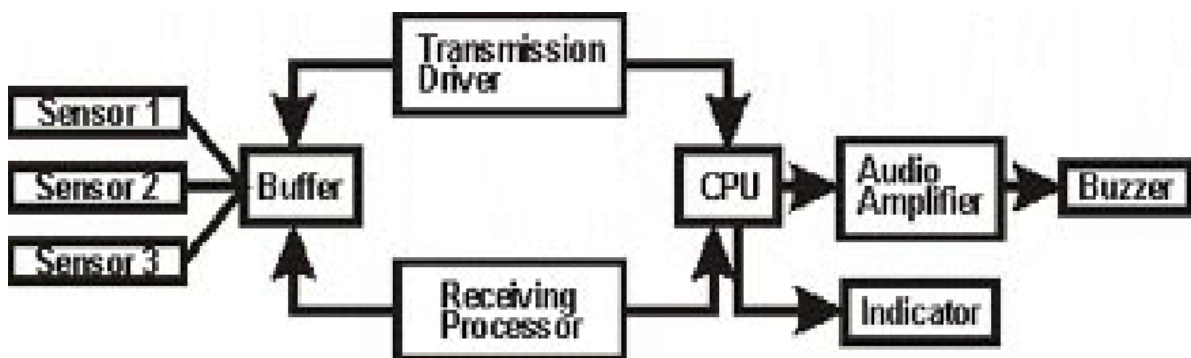 Transmission
Driver
Sensor 1
Sensor 2
Sensor 3
Buffer
CPU
Audio
Amplifier
Buzzer
Receiving
Processor
Indicator